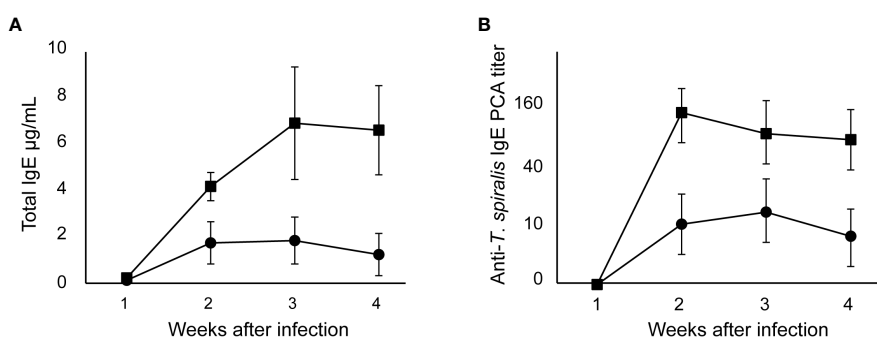 A
Total IgE µg/mL
10
8
6
4
2
0
1 2 3 4
Weeks after infection
B
Anti-T. spiralis IgE PCA titer
160
40
10
0
1 2 3 4
Weeks after infection